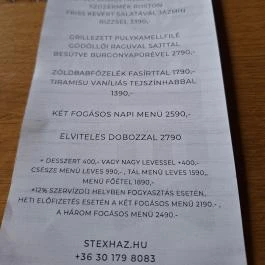 SZUZÉRMÉK ROSTON
FRISS KEVERT SALÁTÁVAL, JÁZMIN
RIZZSEL 3390,-
GRILLEZETT PULYKAMELLFILÉ
GÖDÖLLŐI RAGUVAL SAJTTAL
BESÜTVE BURGONYAPÜRÉVEL 2790,-
ZÖLDBABFŐZELÉK FASÍRTTAL 1790,-
TIRAMISU VANÍLIÁS TEJSZÍNHABBAL
1390,-
KÉT FOGÁSOS NAPI MENÜ 2590,-
ELVITELES DOBOZZAL 2790
+ DESSZERT 400,- VAGY NAGY LEVESSEL +400,-
CSÉSZE MENÜ LEVES 990,- , TÁL MENÜ LEVES 1590,,
MENÜ FŐTÉTEL 1890,-
+12% SZERVÍZDÍJ HELYBEN FOGYASZTÁS ESETÉN,
HETI ELŐFIZETÉS ESETÉN A KÉT FOGÁSOS MENÜ 2190.- ,
A HÁROM FOGÁSOS MENÜ 2490.-
STEXHAZ.HU
+36 30 179 8083